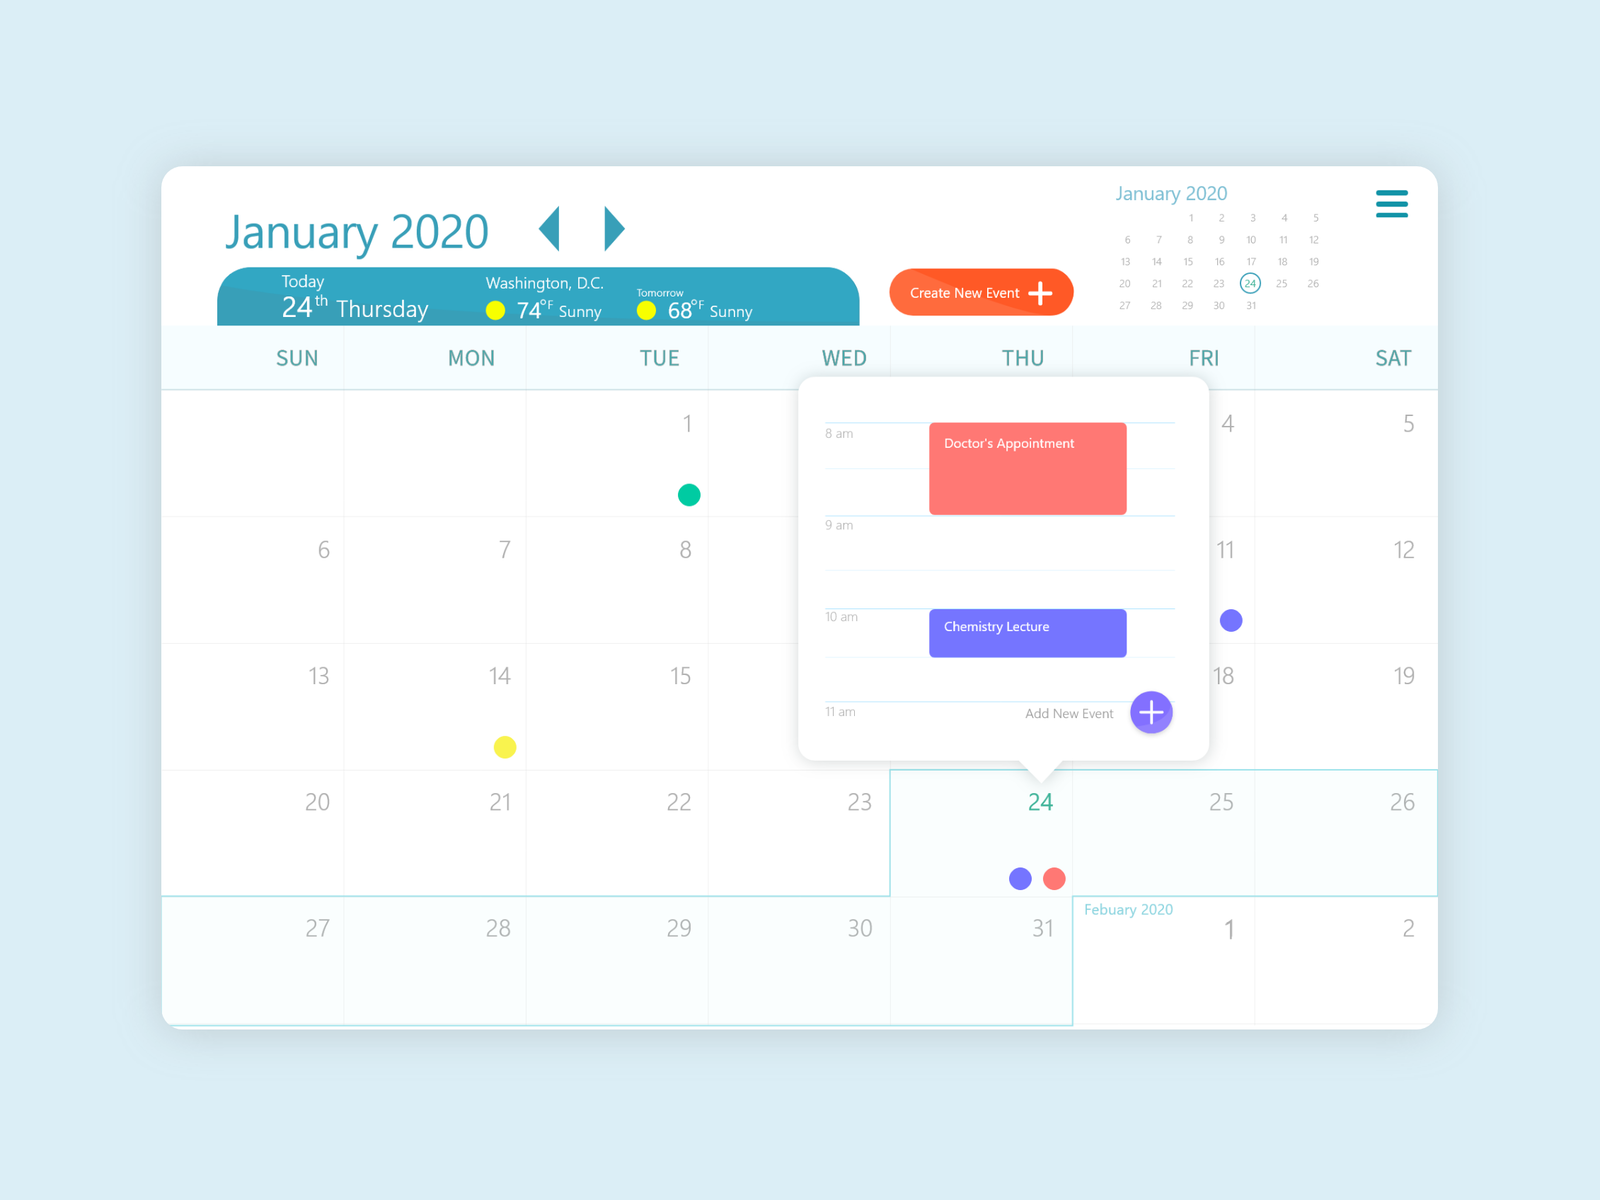 January 2020
Today
24th Thursday
Washington, D.C.
74°F Sunny
Tomorrow
68°F Sunny
Create New Event
January 2020
1 2 3 4 5
6 7 8 9 10 11 12
13 14 15 16 17 18 19
20 21 22 23 24 25 26
27 28 29 30 31
SUN MON TUE WED THU FRI SAT
1 4 5
6 7 8 11 12
13 14 15 18 19
8 am
Doctor's Appointment
9 am
10 am
Chemistry Lecture
11 am
Add New Event
20 21 22 23 24 25 26
Febuary 2020
27 28 29 30 31 1 2